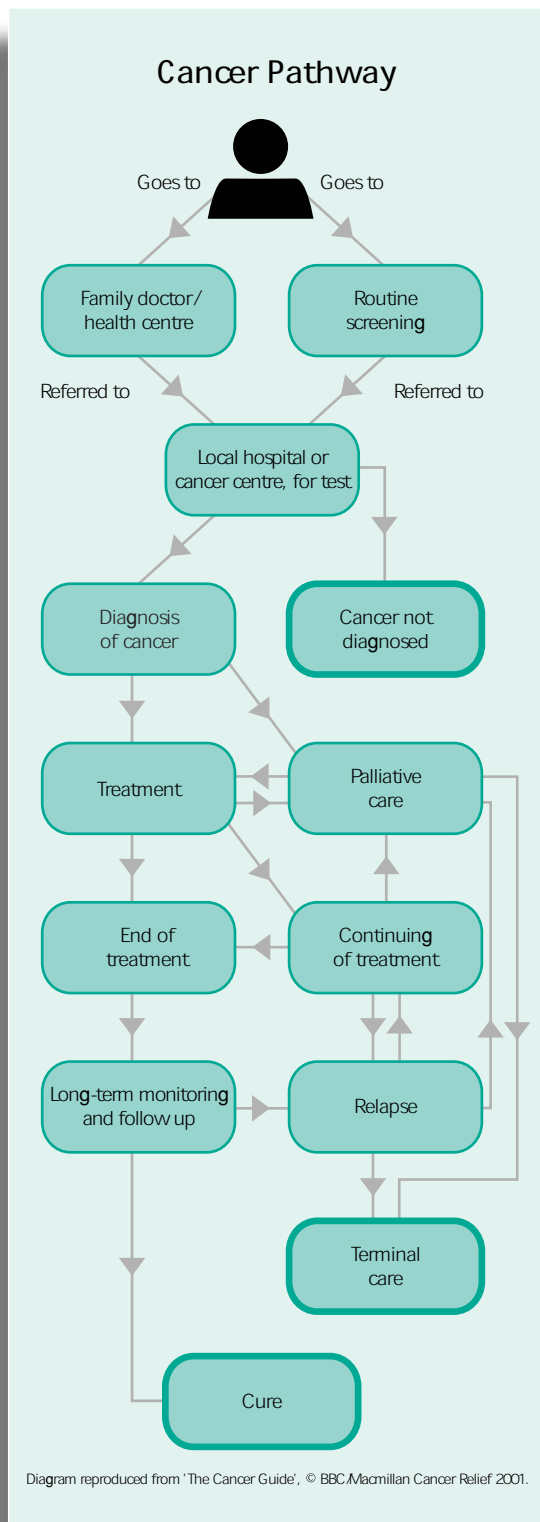 Cancer Pathway
Goes to
Goes to
Family doctor/
health centre
Routine
screening
Referred to
Referred to
Local hospital or
cancer centre, for test
Diagnosis
of cancer
Cancer not
diagnosed
Treatment
Palliative
care
End of
treatment
Continuing
of treatment
Long-term monitoring
and follow up
Relapse
Terminal
care
Cure
Diagram reproduced from 'The Cancer Guide', © BBC/Macmillan Cancer Relief 2001.